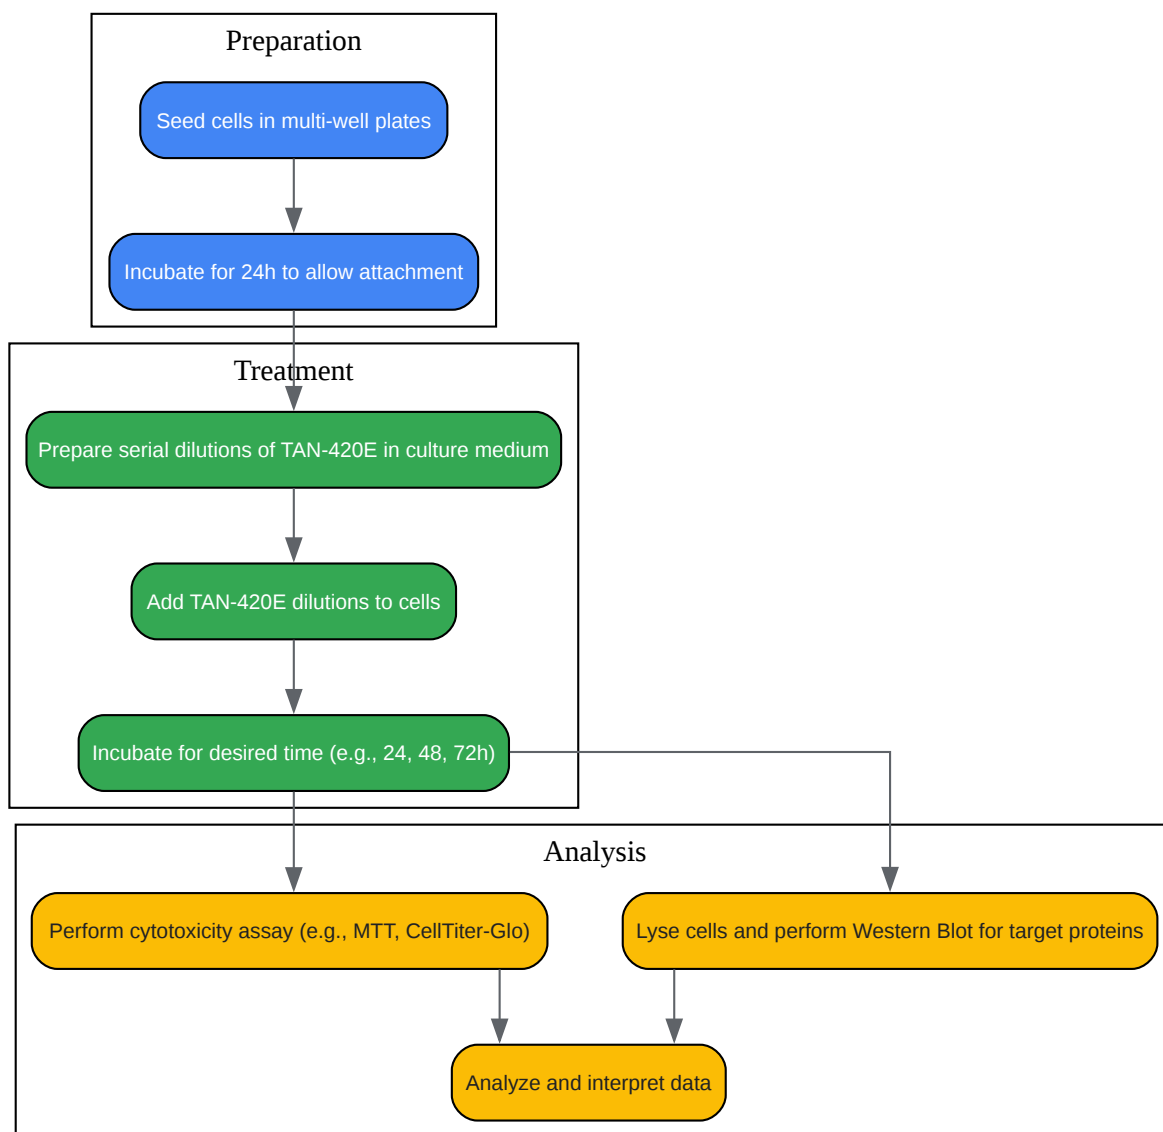 Preparation
Seed cells in multi-well plates
Incubate for 24h to allow attachment
Treatment
Prepare serial dilutions of TAN-420E in culture medium
Add TAN-420E dilutions to cells
Incubate for desired time (e.g., 24, 48, 72h)
Analysis
Perform cytotoxicity assay (e.g., MTT, CellTiter-Glo)
Lyse cells and perform Western Blot for target proteins
Analyze and interpret data